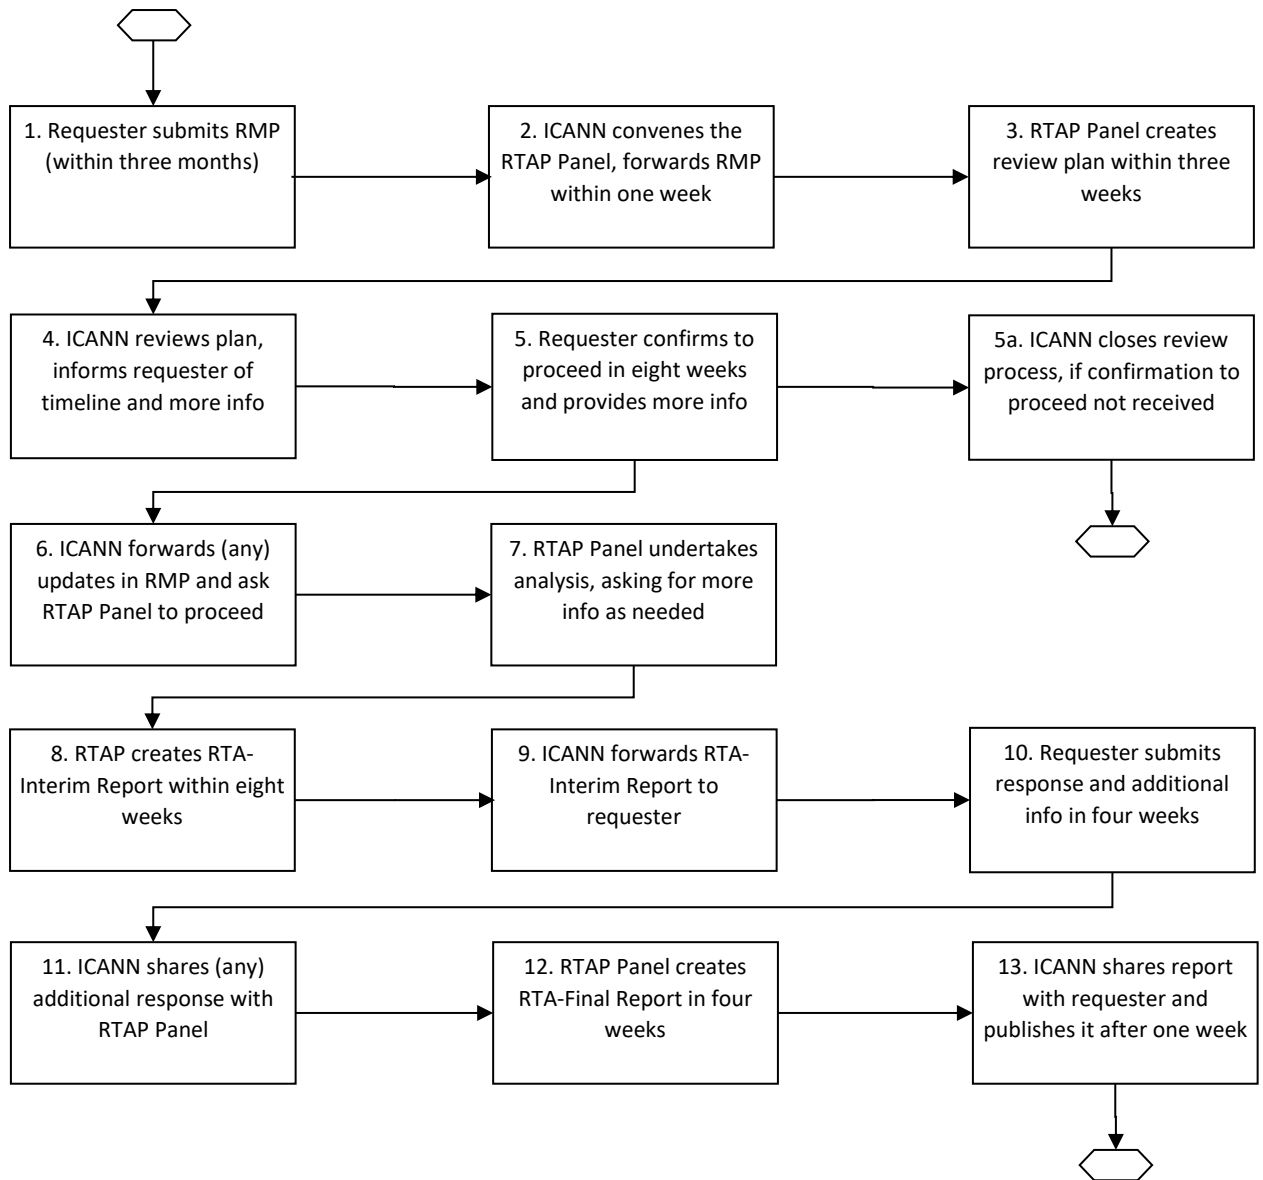 1. Requester submits RMP
(within three months)
2. ICANN convenes the
RTAP Panel, forwards RMP
within one week
3. RTAP Panel creates
review plan within three
weeks
4. ICANN reviews plan,
informs requester of
timeline and more info
5. Requester confirms to
proceed in eight weeks
and provides more info
5a. ICANN closes review
process, if confirmation to
proceed not received
6. ICANN forwards (any)
updates in RMP and ask
RTAP Panel to proceed
7. RTAP Panel undertakes
analysis, asking for more
info as needed
8. RTAP creates RTA-
Interim Report within eight
weeks
9. ICANN forwards RTA-
Interim Report to
requester
10. Requester submits
response and additional
info in four weeks
11. ICANN shares (any)
additional response with
RTAP Panel
12. RTAP Panel creates
RTA-Final Report in four
weeks
13. ICANN shares report
with requester and
publishes it after one week